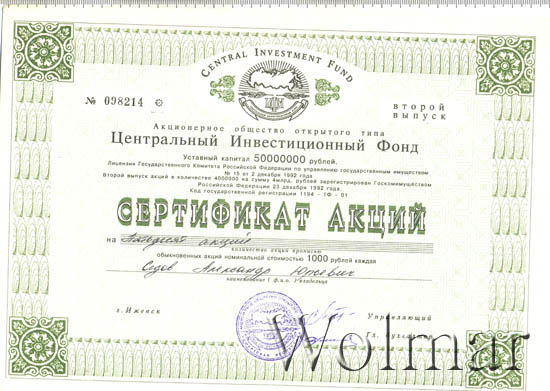 CENTRAL INVESTMENT FUND
№ 098214
второй
выпуск
Акционерное общество открытого типа
Центральный Инвестиционный Фонд
Уставный капитал 50000000 рублей.
Лицензия Государственного Комитета Российской Федерации по управлению государственным имуществом
№ 15 от 2 декабря 1992 года
Второй выпуск акций в количестве 4000000 на сумму 4млрд. рублей зарегистрирован Госкомимуществом
Российской Федерации 23 декабря 1992 года.
Код государственной регистрации 1194 - 1Ф - 01
СЕРТИФИКАТ АКЦИЙ
на Пятьдесят акций
количество акций прописью
обыкновенных акций номинальной стоимостью 1000 рублей каждая
Седов Александр Юрьевич
наименование (ф.и.о.) владельца
г. Ижевск
Управляющий
Гл. бухгалтер
Wolmar